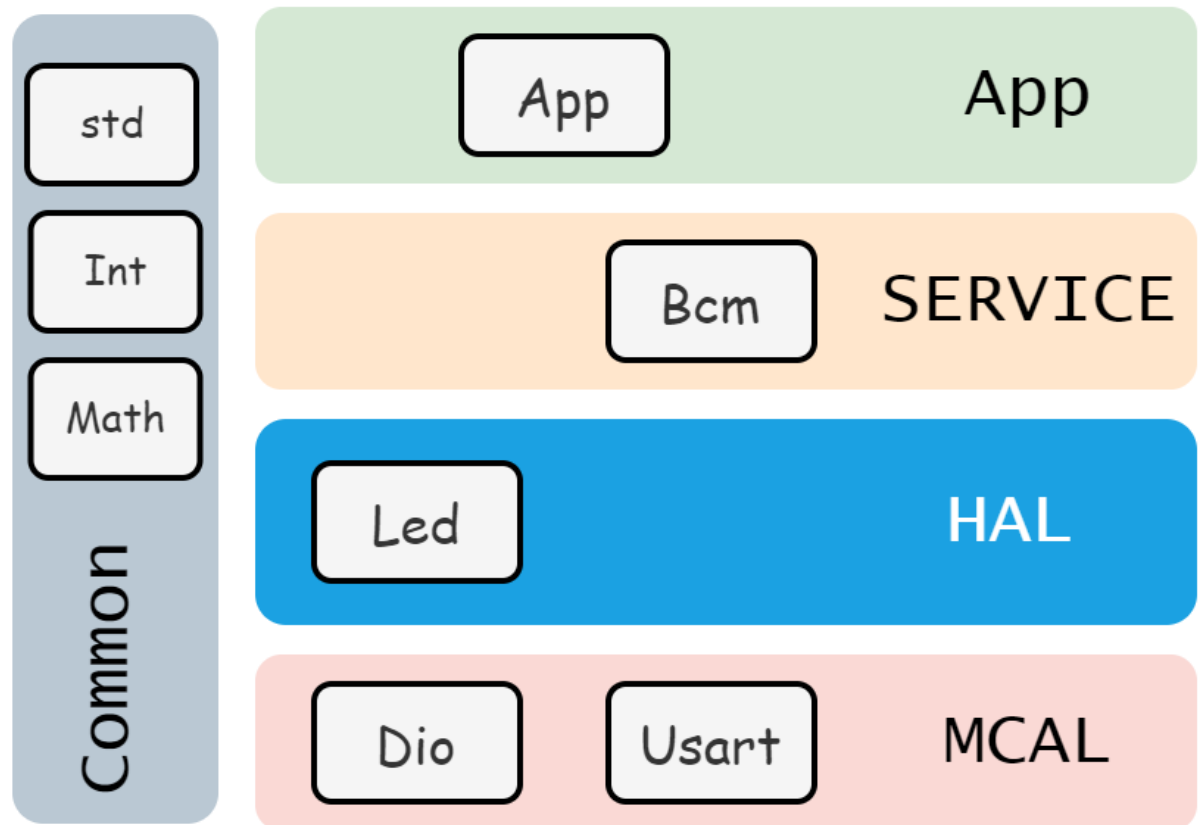 std
Int
Math
Common
App
App
Bcm
SERVICE
Led
HAL
Dio
Usart
MCAL